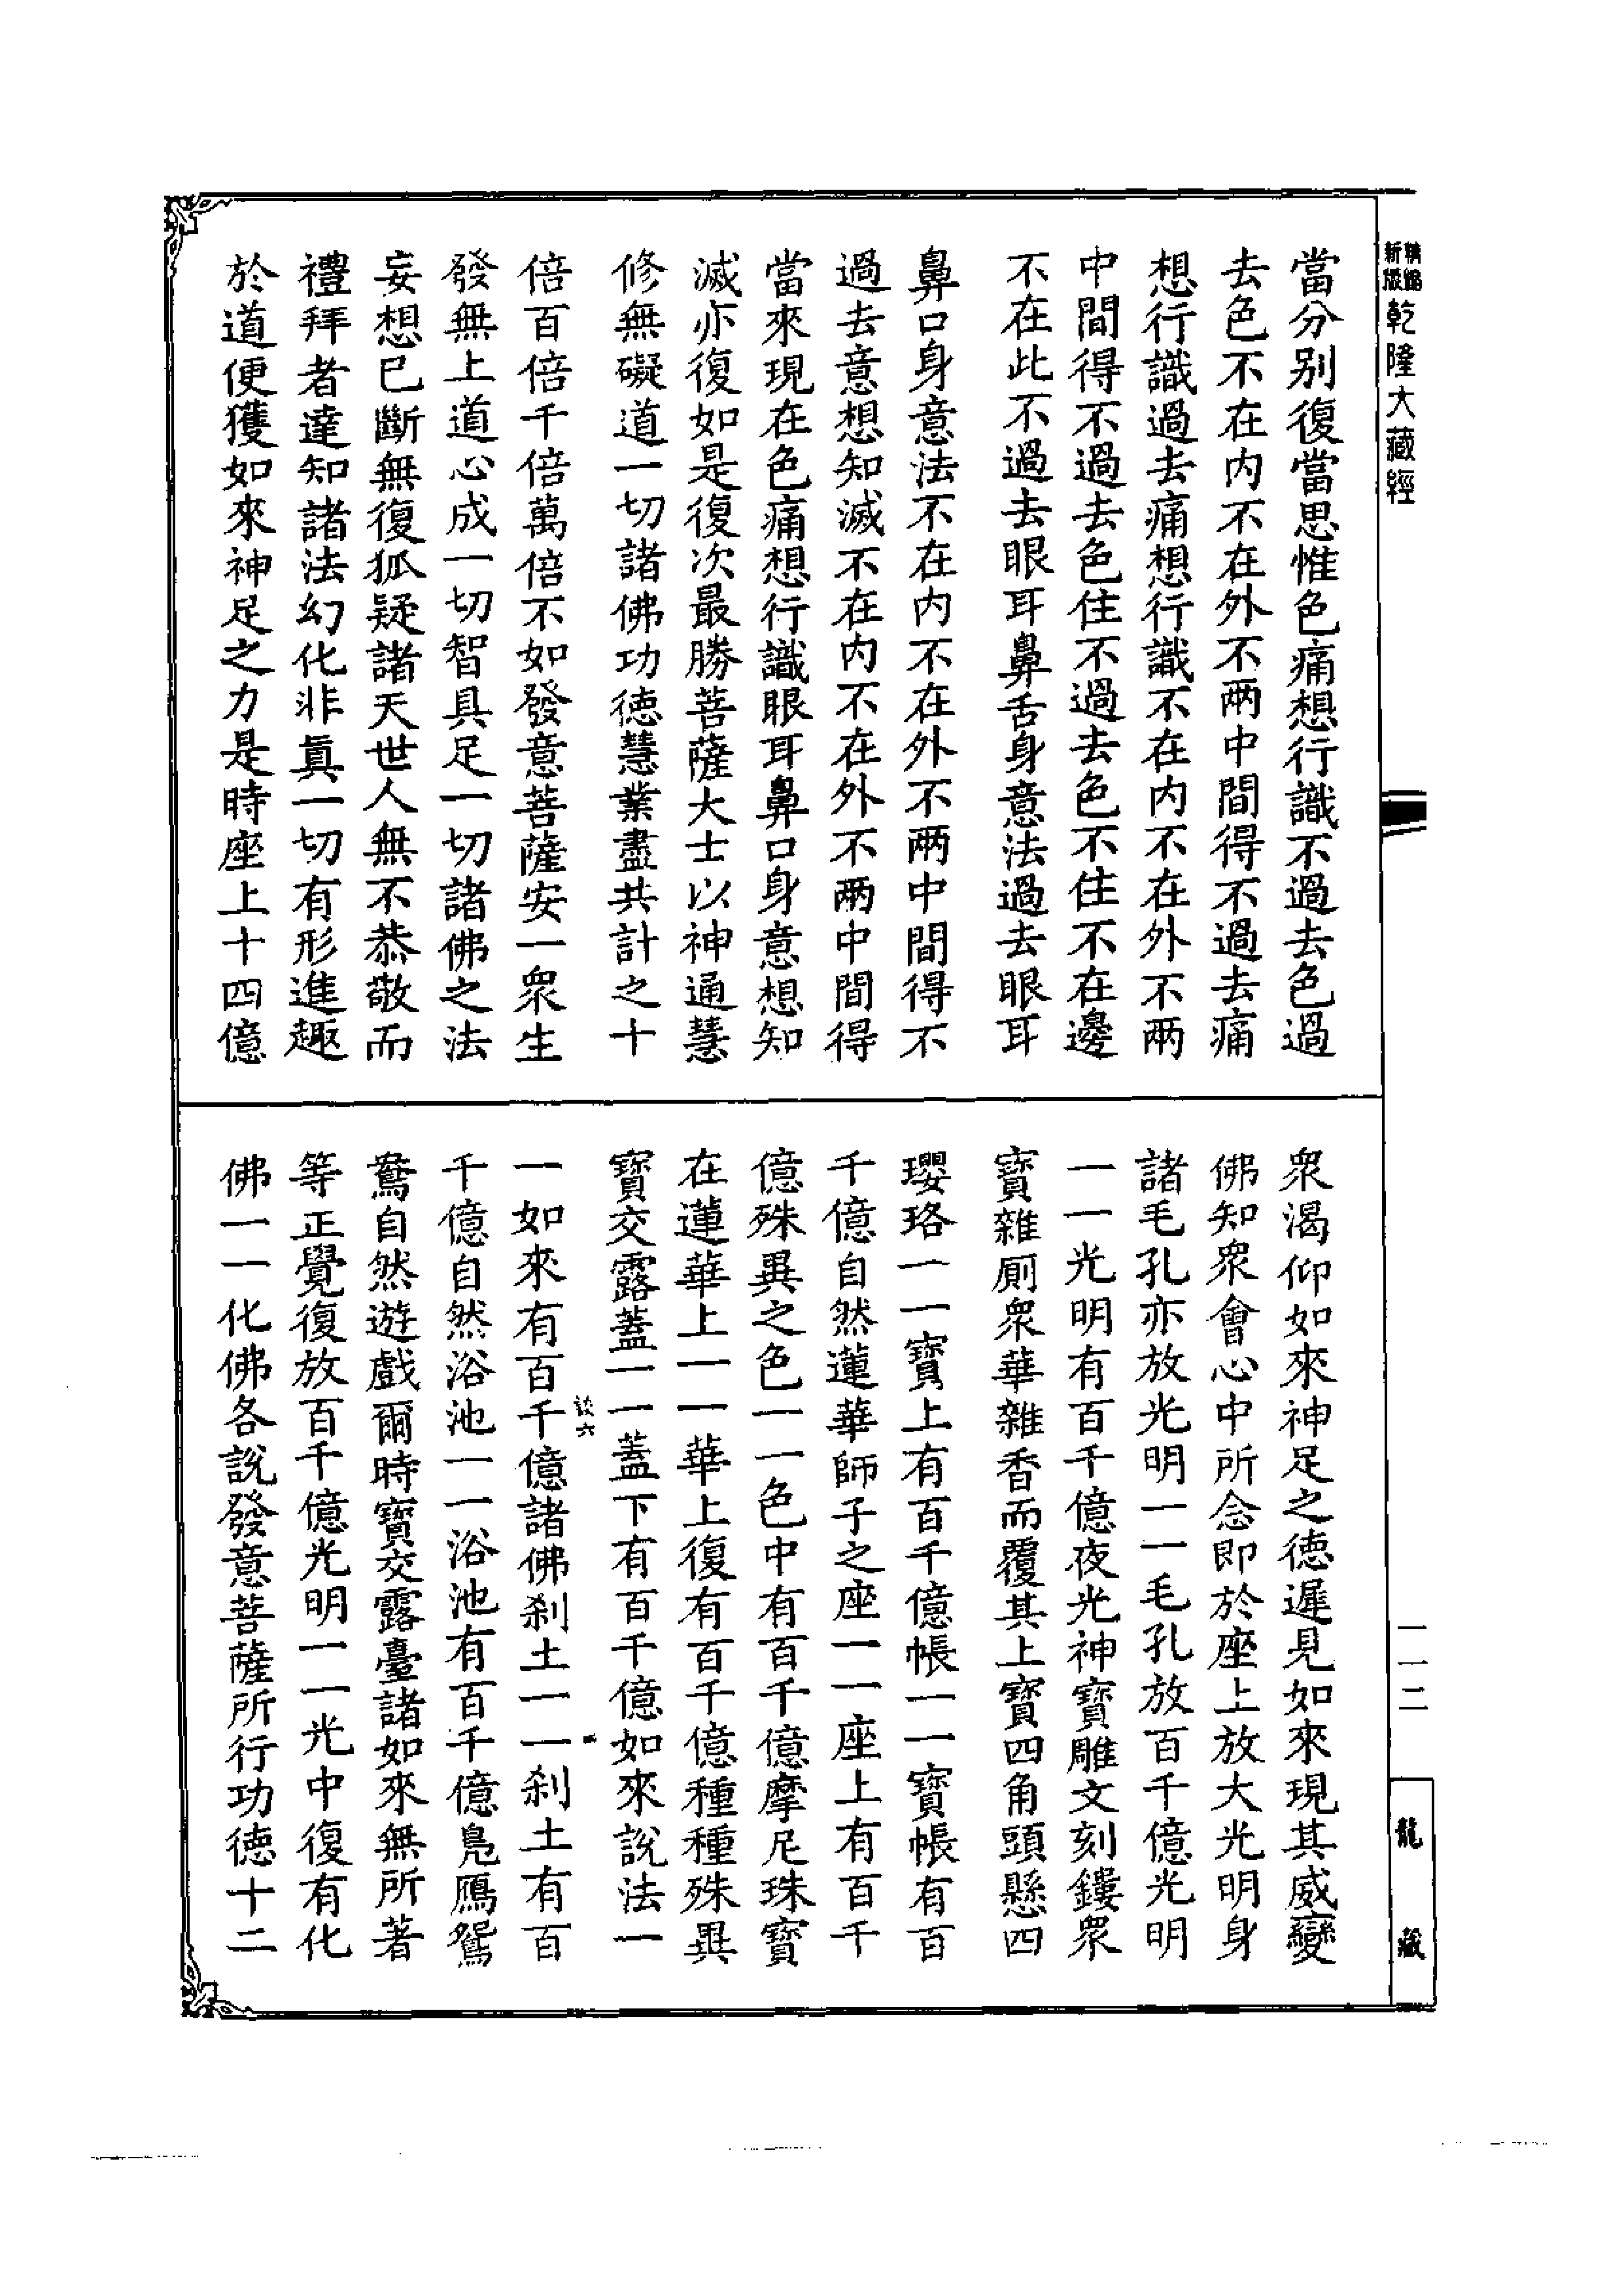 新編縮版乾隆大藏經
當分别復當思惟色痛想行識不過去色過
去色不在内不在外不兩中間得不過去痛
想行識過去痛想行識不在内不在外不兩
中間得不過去色住不過去色不住不在邊
不在此不過去眼耳鼻舌身意法過去眼耳
鼻口身意法不在内不在外不兩中間得不
過去意想知滅不在内不在外不兩中間得
當來現在色痛想行識眼耳鼻口身意想知
滅亦復如是復次最勝菩薩大士以神通慧
修無礙道一切諸佛功德慧業盡共計之十
倍百倍千倍萬倍不如發意菩薩安一衆生
發無上道心成一切智具足一切諸佛之法
妄想已斷無復狐疑諸天世人無不恭敬而
禮拜者達知諸法幻化非真一切有形進趣
於道便獲如來神足之力是時座上十四億
衆渴仰如來神足之德遲見如來現其威變
佛知衆會心中所念即於座上放大光明身
諸毛孔亦放光明一一毛孔放百千億光明
一一光明有百千億夜光神寶雕文刻鏤衆
寶雜厠衆華雜香而覆其上寶四角頭懸四
瓔珞一一寶上有百千億帳一一寶帳有百
千億自然蓮華師子之座一一座上有百千
億殊異之色一一色中有百千億摩尼珠寶
在蓮華上一一華上復有百千億種種殊異
寶交露蓋一一蓋下有百千億如來說法一
談六
一如來有百千億諸佛刹土一一刹土有百
千億自然浴池一一浴池有百千億鳧鴈鴛
鴦自然遊戲爾時寶交露臺諸如來無所著
等正覺復放百千億光明一一光中復有化
佛一一化佛各說發意菩薩所行功德十二
一一二
龍藏